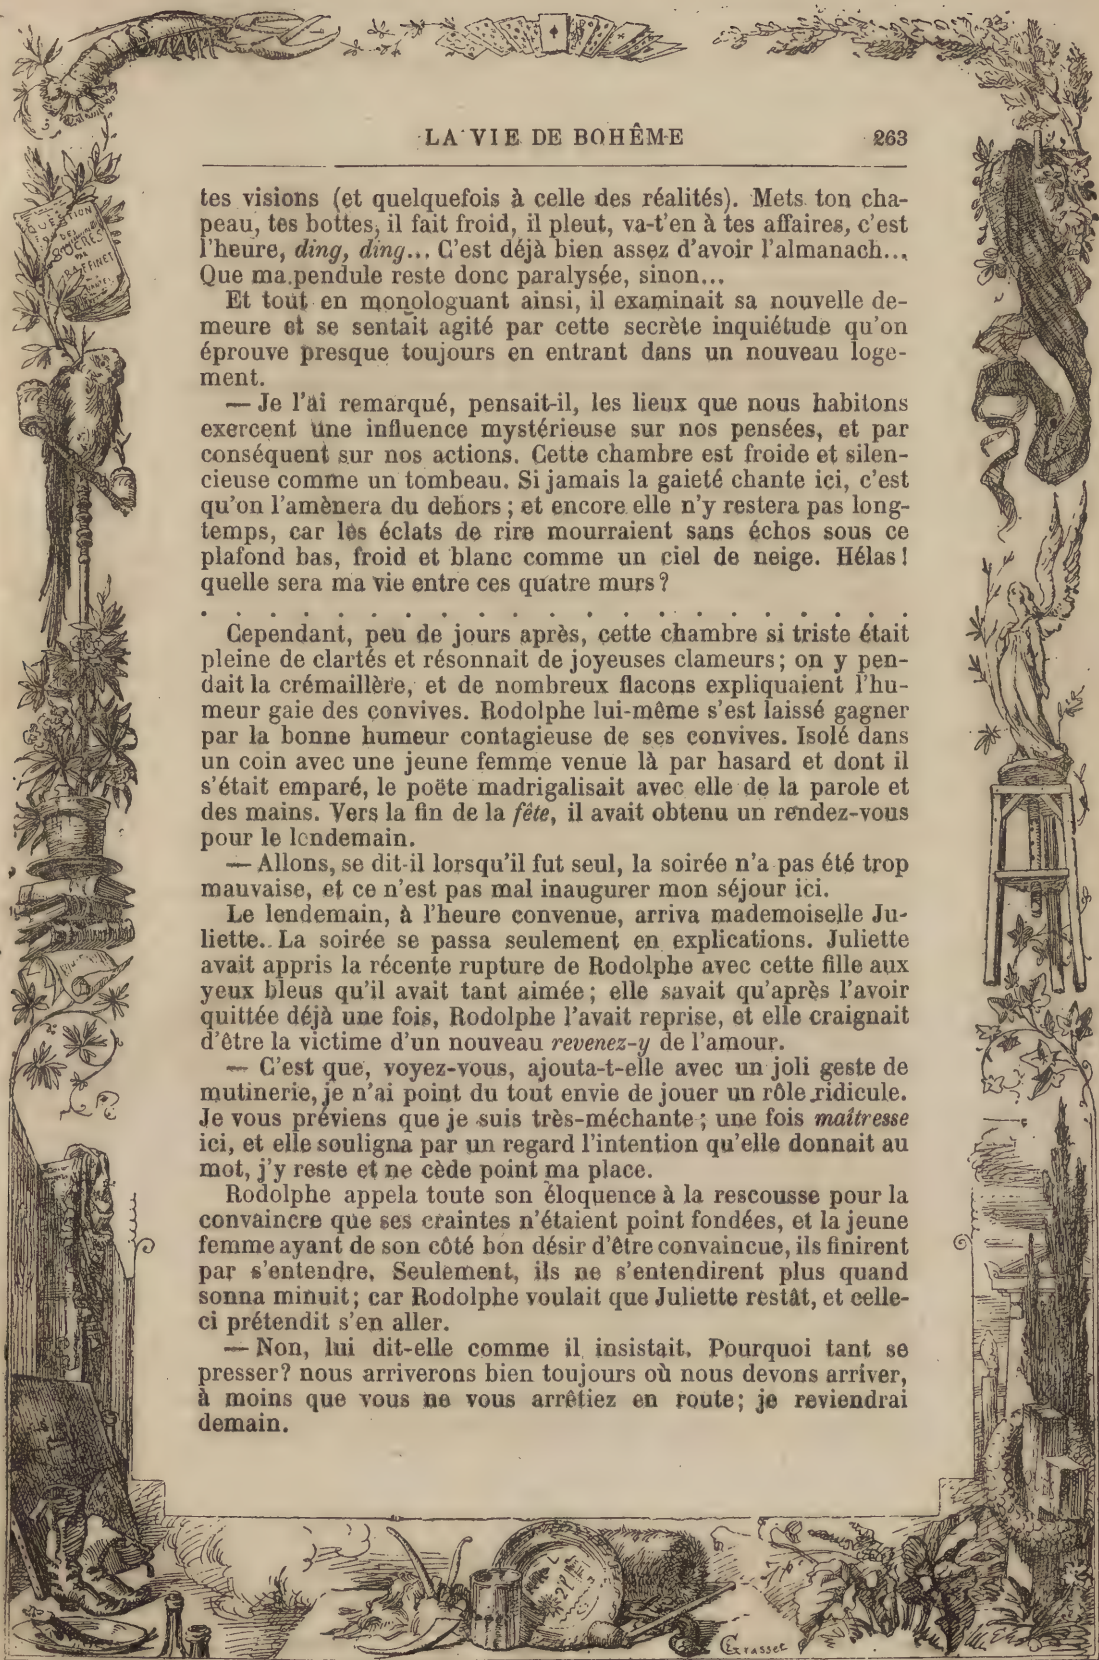 LA VIE DE BOHÊME 263
tes visions (et quelquefois à celle des réalités). Mets ton cha-
peau, tes bottes, il fait froid, il pleut, va-t'en à tes affaires, c'est
l'heure, ding, ding... C'est déjà bien assez d'avoir l'almanach...
Que ma pendule reste donc paralysée, sinon...
Et tout en monologuant ainsi, il examinait sa nouvelle de-
meure et se sentait agité par cette secrète inquiétude qu'on
éprouve presque toujours en entrant dans un nouveau loge-
ment.
— Je l'ai remarqué, pensait-il, les lieux que nous habitons
exercent une influence mystérieuse sur nos pensées, et par
conséquent sur nos actions. Cette chambre est froide et silen-
cieuse comme un tombeau. Si jamais la gaieté chante ici, c'est
qu'on l'amènera du dehors ; et encore elle n'y restera pas long-
temps, car les éclats de rire mourraient sans échos sous ce
plafond bas, froid et blanc comme un ciel de neige. Hélas !
quelle sera ma vie entre ces quatre murs ?
. . . . . . . . . . . . . . . . . . . . . .
Cependant, peu de jours après, cette chambre si triste était
pleine de clartés et résonnait de joyeuses clameurs ; on y pen-
dait la crémaillère, et de nombreux flacons expliquaient l'hu-
meur gaie des convives. Rodolphe lui-même s'est laissé gagner
par la bonne humeur contagieuse de ses convives. Isolé dans
un coin avec une jeune femme venue là par hasard et dont il
s'était emparé, le poëte madrigalisait avec elle de la parole et
des mains. Vers la fin de la fête, il avait obtenu un rendez-vous
pour le lendemain.
— Allons, se dit-il lorsqu'il fut seul, la soirée n'a pas été trop
mauvaise, et ce n'est pas mal inaugurer mon séjour ici.
Le lendemain, à l'heure convenue, arriva mademoiselle Ju-
liette. La soirée se passa seulement en explications. Juliette
avait appris la récente rupture de Rodolphe avec cette fille aux
yeux bleus qu'il avait tant aimée ; elle savait qu'après l'avoir
quittée déjà une fois, Rodolphe l'avait reprise, et elle craignait
d'être la victime d'un nouveau revenez-y de l'amour.
— C'est que, voyez-vous, ajouta-t-elle avec un joli geste de
mutinerie, je n'ai point du tout envie de jouer un rôle ridicule.
Je vous préviens que je suis très-méchante ; une fois maîtresse
ici, et elle souligna par un regard l'intention qu'elle donnait au
mot, j'y reste et ne cède point ma place.
Rodolphe appela toute son éloquence à la rescousse pour la
convaincre que ses craintes n'étaient point fondées, et la jeune
femme ayant de son côté bon désir d'être convaincue, ils finirent
par s'entendre. Seulement, ils ne s'entendirent plus quand
sonna minuit ; car Rodolphe voulait que Juliette restât, et celle-
ci prétendit s'en aller.
— Non, lui dit-elle comme il insistait. Pourquoi tant se
presser ? nous arriverons bien toujours où nous devons arriver,
à moins que vous ne vous arrêtiez en route ; je reviendrai
demain.
QUESTION
DES
SUCRES
PAR
BAFFINET
EGrasset